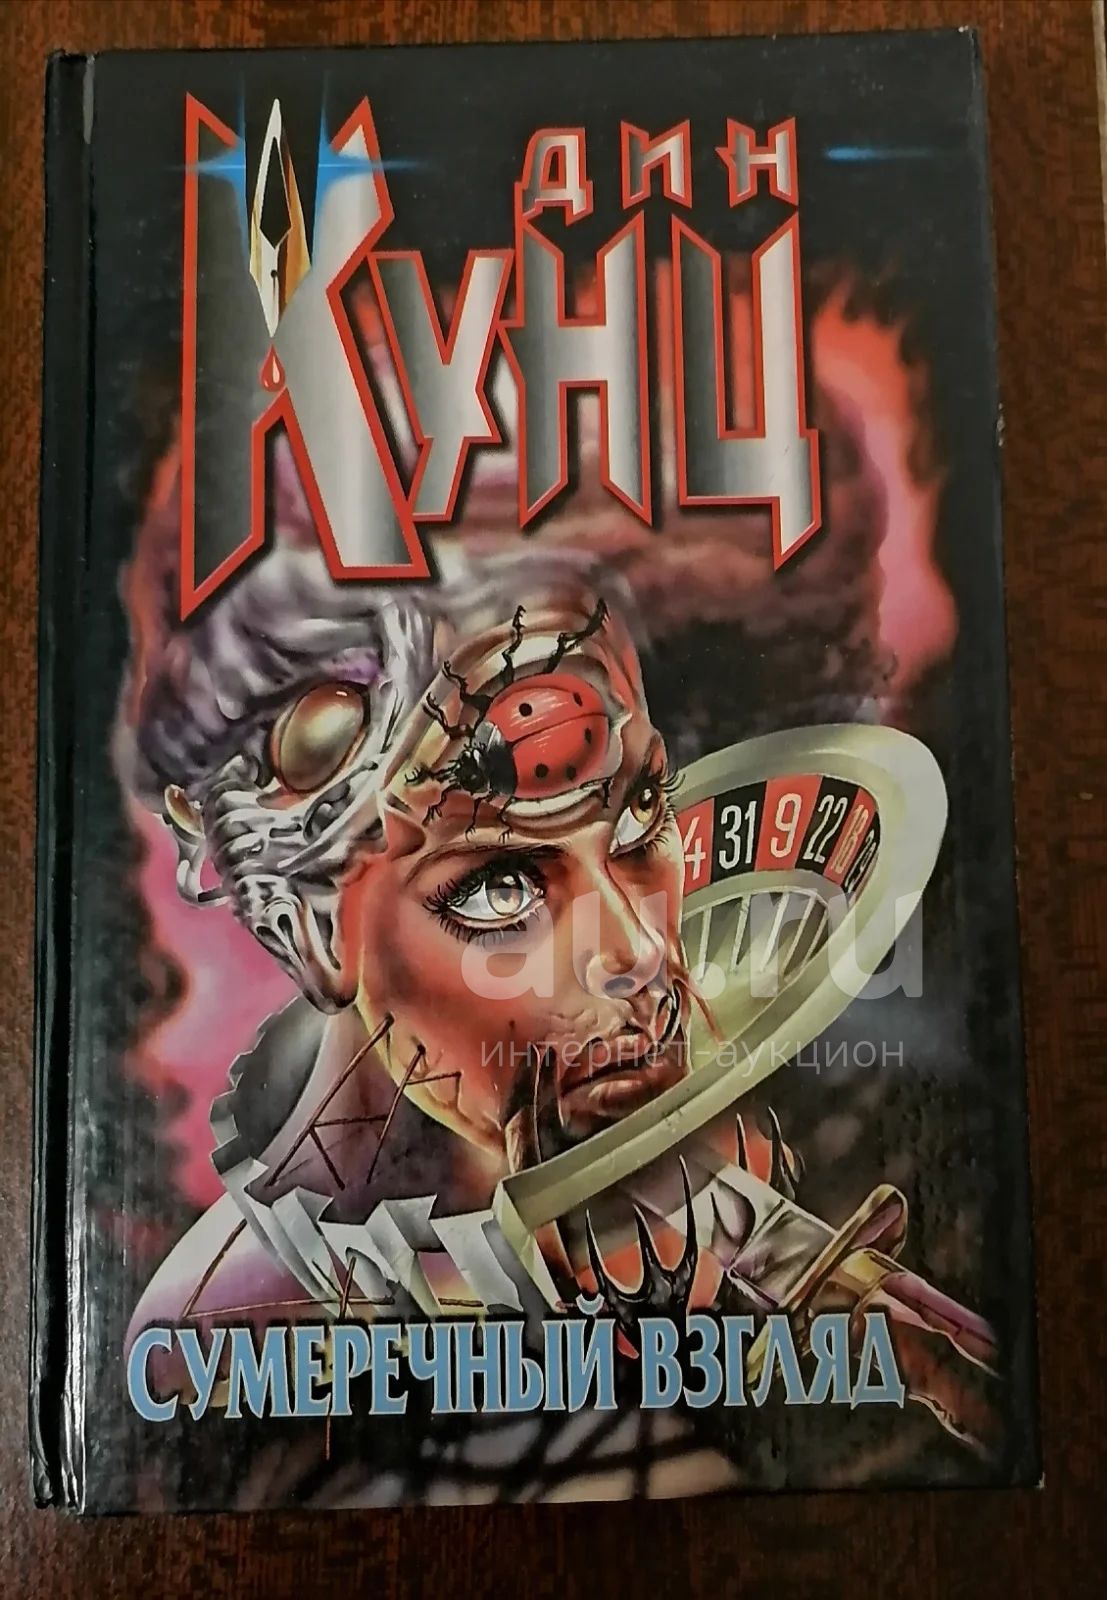 ДИН
КУНЦ
4 31 9 22 18
au.ru
интернет-аукцион
СУМЕРЕЧНЫЙ ВЗГЛЯД